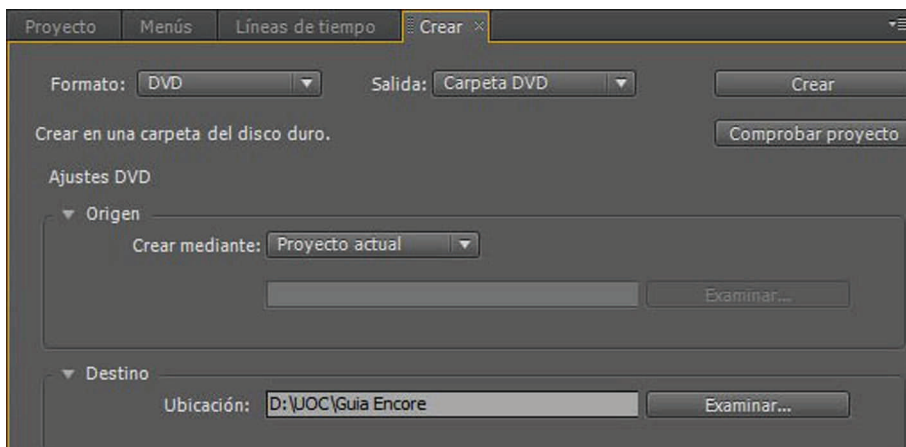 Proyecto Menús Líneas de tiempo Crear ×
Formato: DVD Salida: Carpeta DVD Crear
Crear en una carpeta del disco duro. Comprobar proyecto
Ajustes DVD
Origen
Crear mediante: Proyecto actual
Examinar...
Destino
Ubicación: D:\UOC\Guia Encore Examinar...